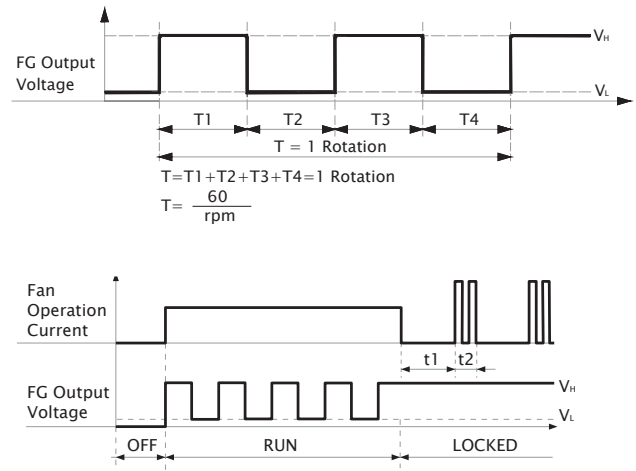 FG Output
Voltage
VH
VL
T1 T2 T3 T4
T = 1 Rotation
T=T1+T2+T3+T4=1 Rotation
T= 60
rpm
Fan
Operation
Current
t1 t2
FG Output
Voltage
VH
VL
OFF RUN LOCKED